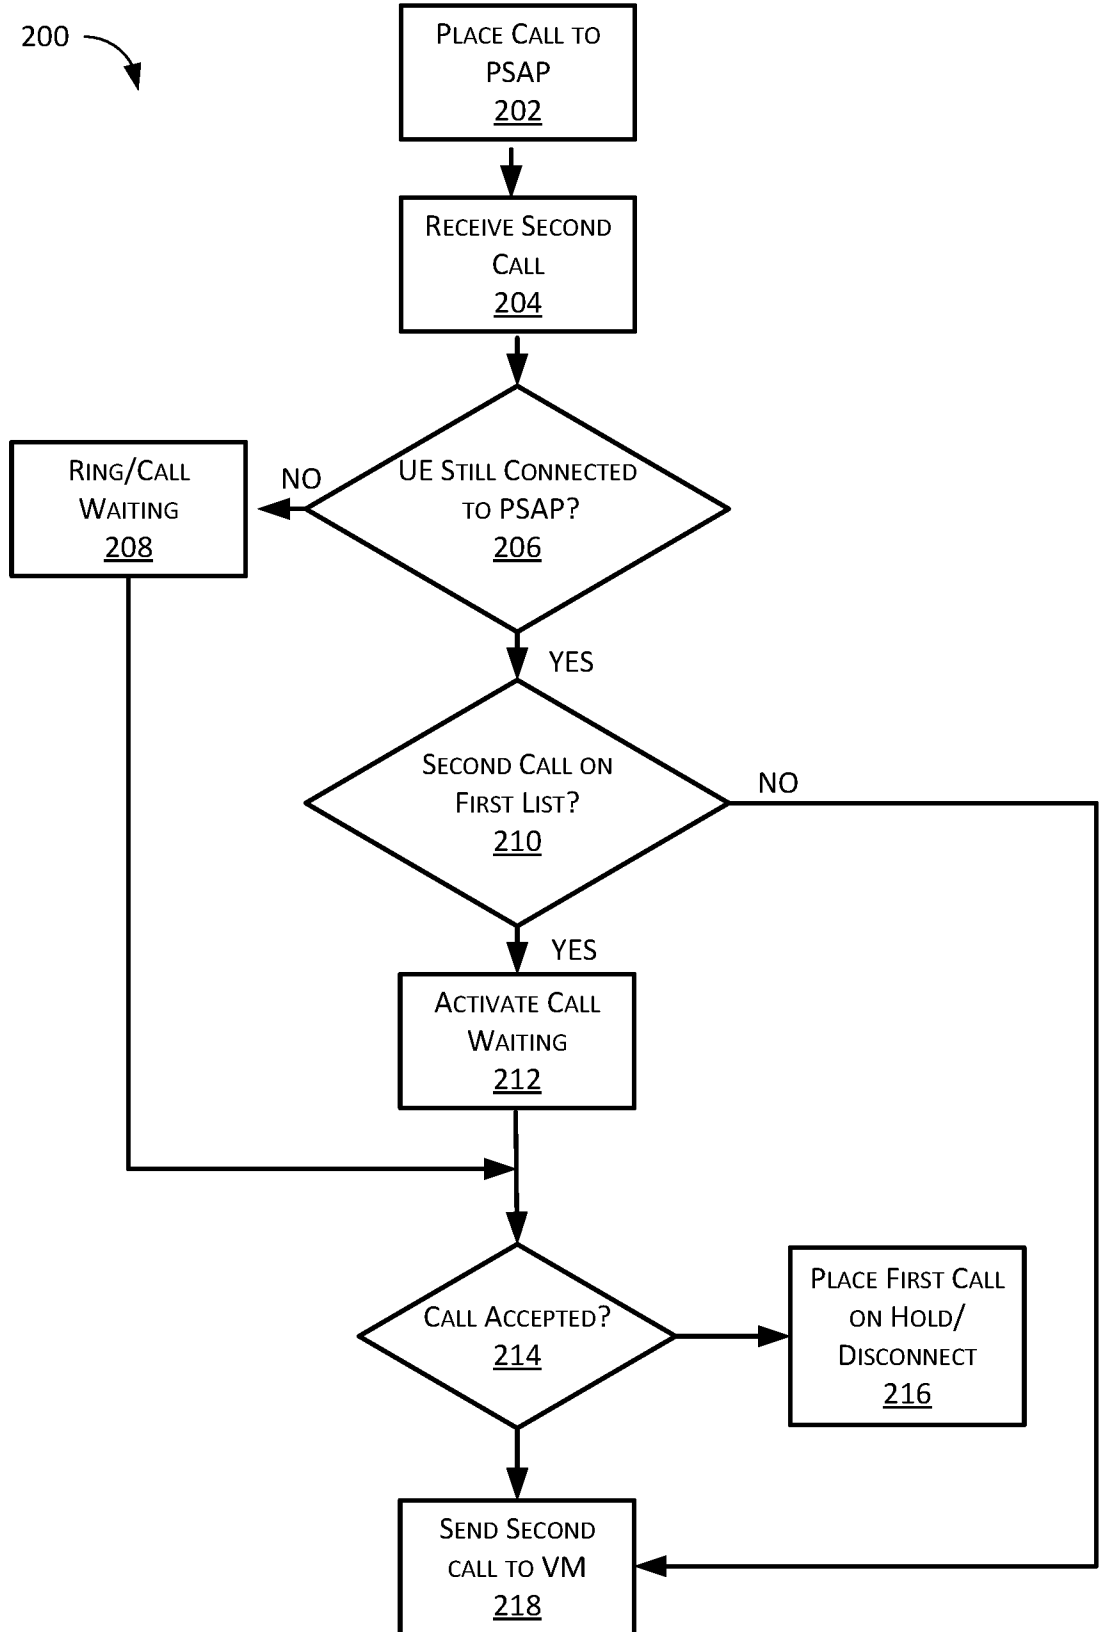 200
PLACE CALL TO
PSAP
202
RECEIVE SECOND
CALL
204
UE STILL CONNECTED
TO PSAP?
206
NO
RING/CALL
WAITING
208
YES
SECOND CALL ON
FIRST LIST?
210
NO
YES
ACTIVATE CALL
WAITING
212
CALL ACCEPTED?
214
PLACE FIRST CALL
ON HOLD/
DISCONNECT
216
SEND SECOND
CALL TO VM
218